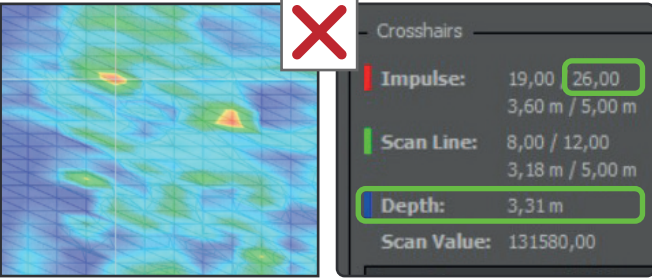 Crosshairs
Impulse: 19,00 / 26,00
3,60 m / 5,00 m
Scan Line: 8,00 / 12,00
3,18 m / 5,00 m
Depth: 3,31 m
Scan Value: 131580,00